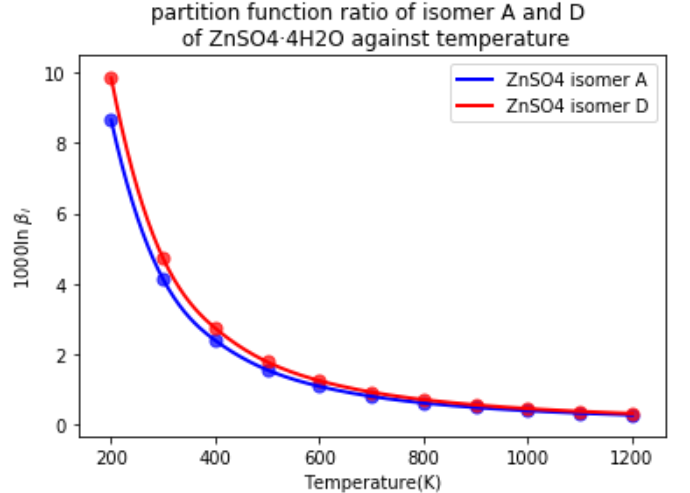 partition function ratio of isomer A and D
of ZnSO4·4H2O against temperature
ZnSO4 isomer A
ZnSO4 isomer D
1000ln βi
10
8
6
4
2
0
200
400
600
800
1000
1200
Temperature(K)